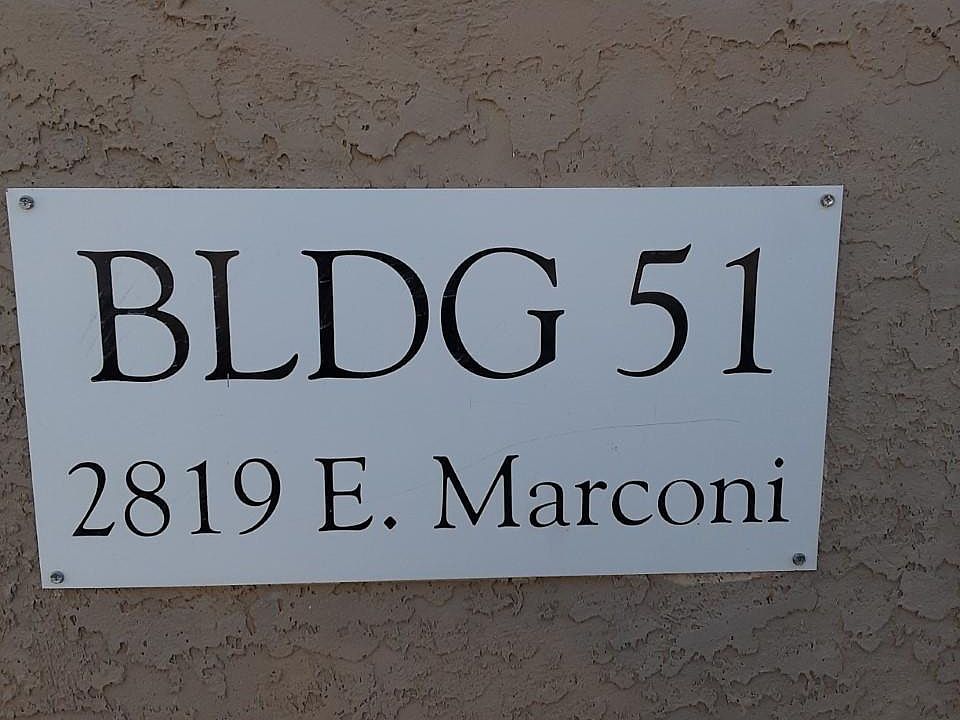 BLDG 51
2819 E. Marconi